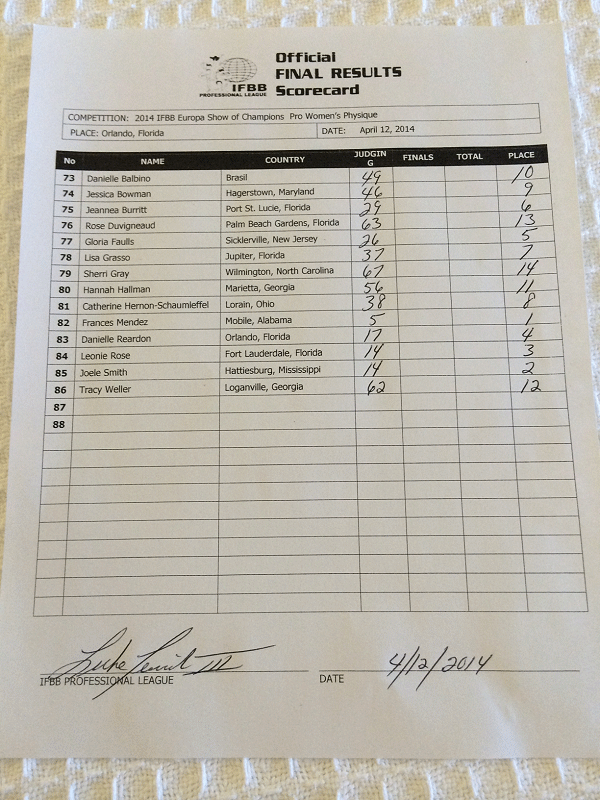 IFBB
PROFESSIONAL LEAGUE
Official
FINAL RESULTS
Scorecard
COMPETITION: 2014 IFBB Europa Show of Champions Pro Women's Physique
PLACE: Orlando, Florida DATE: April 12, 2014
No NAME COUNTRY JUDGING FINALS TOTAL PLACE
73 Danielle Balbino Brasil 49 10
74 Jessica Bowman Hagerstown, Maryland 46 9
75 Jeannea Burritt Port St. Lucie, Florida 29 6
76 Rose Duvigneaud Palm Beach Gardens, Florida 63 13
77 Gloria Faulls Sicklerville, New Jersey 26 5
78 Lisa Grasso Jupiter, Florida 37 7
79 Sherri Gray Wilmington, North Carolina 67 14
80 Hannah Hallman Marietta, Georgia 56 11
81 Catherine Hernon-Schaumleffel Lorain, Ohio 38 8
82 Frances Mendez Mobile, Alabama 5 1
83 Danielle Reardon Orlando, Florida 17 4
84 Leonie Rose Fort Lauderdale, Florida 14 3
85 Joele Smith Hattiesburg, Mississippi 14 2
86 Tracy Weller Loganville, Georgia 62 12
87
88
III 4/12/2014
IFBB PROFESSIONAL LEAGUE DATE